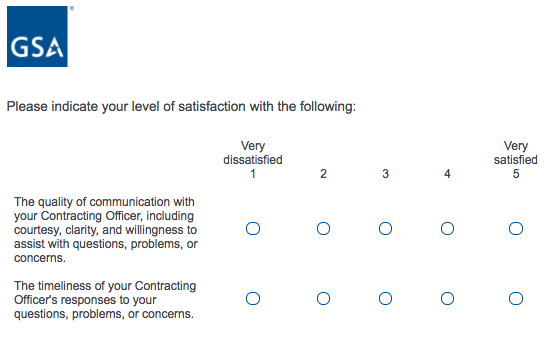 GSA
Please indicate your level of satisfaction with the following:
Very dissatisfied 1
2
3
4
Very satisfied 5
The quality of communication with
your Contracting Officer, including
courtesy, clarity, and willingness to
assist with questions, problems, or
concerns.
The timeliness of your Contracting
Officer's responses to your
questions, problems, or concerns.